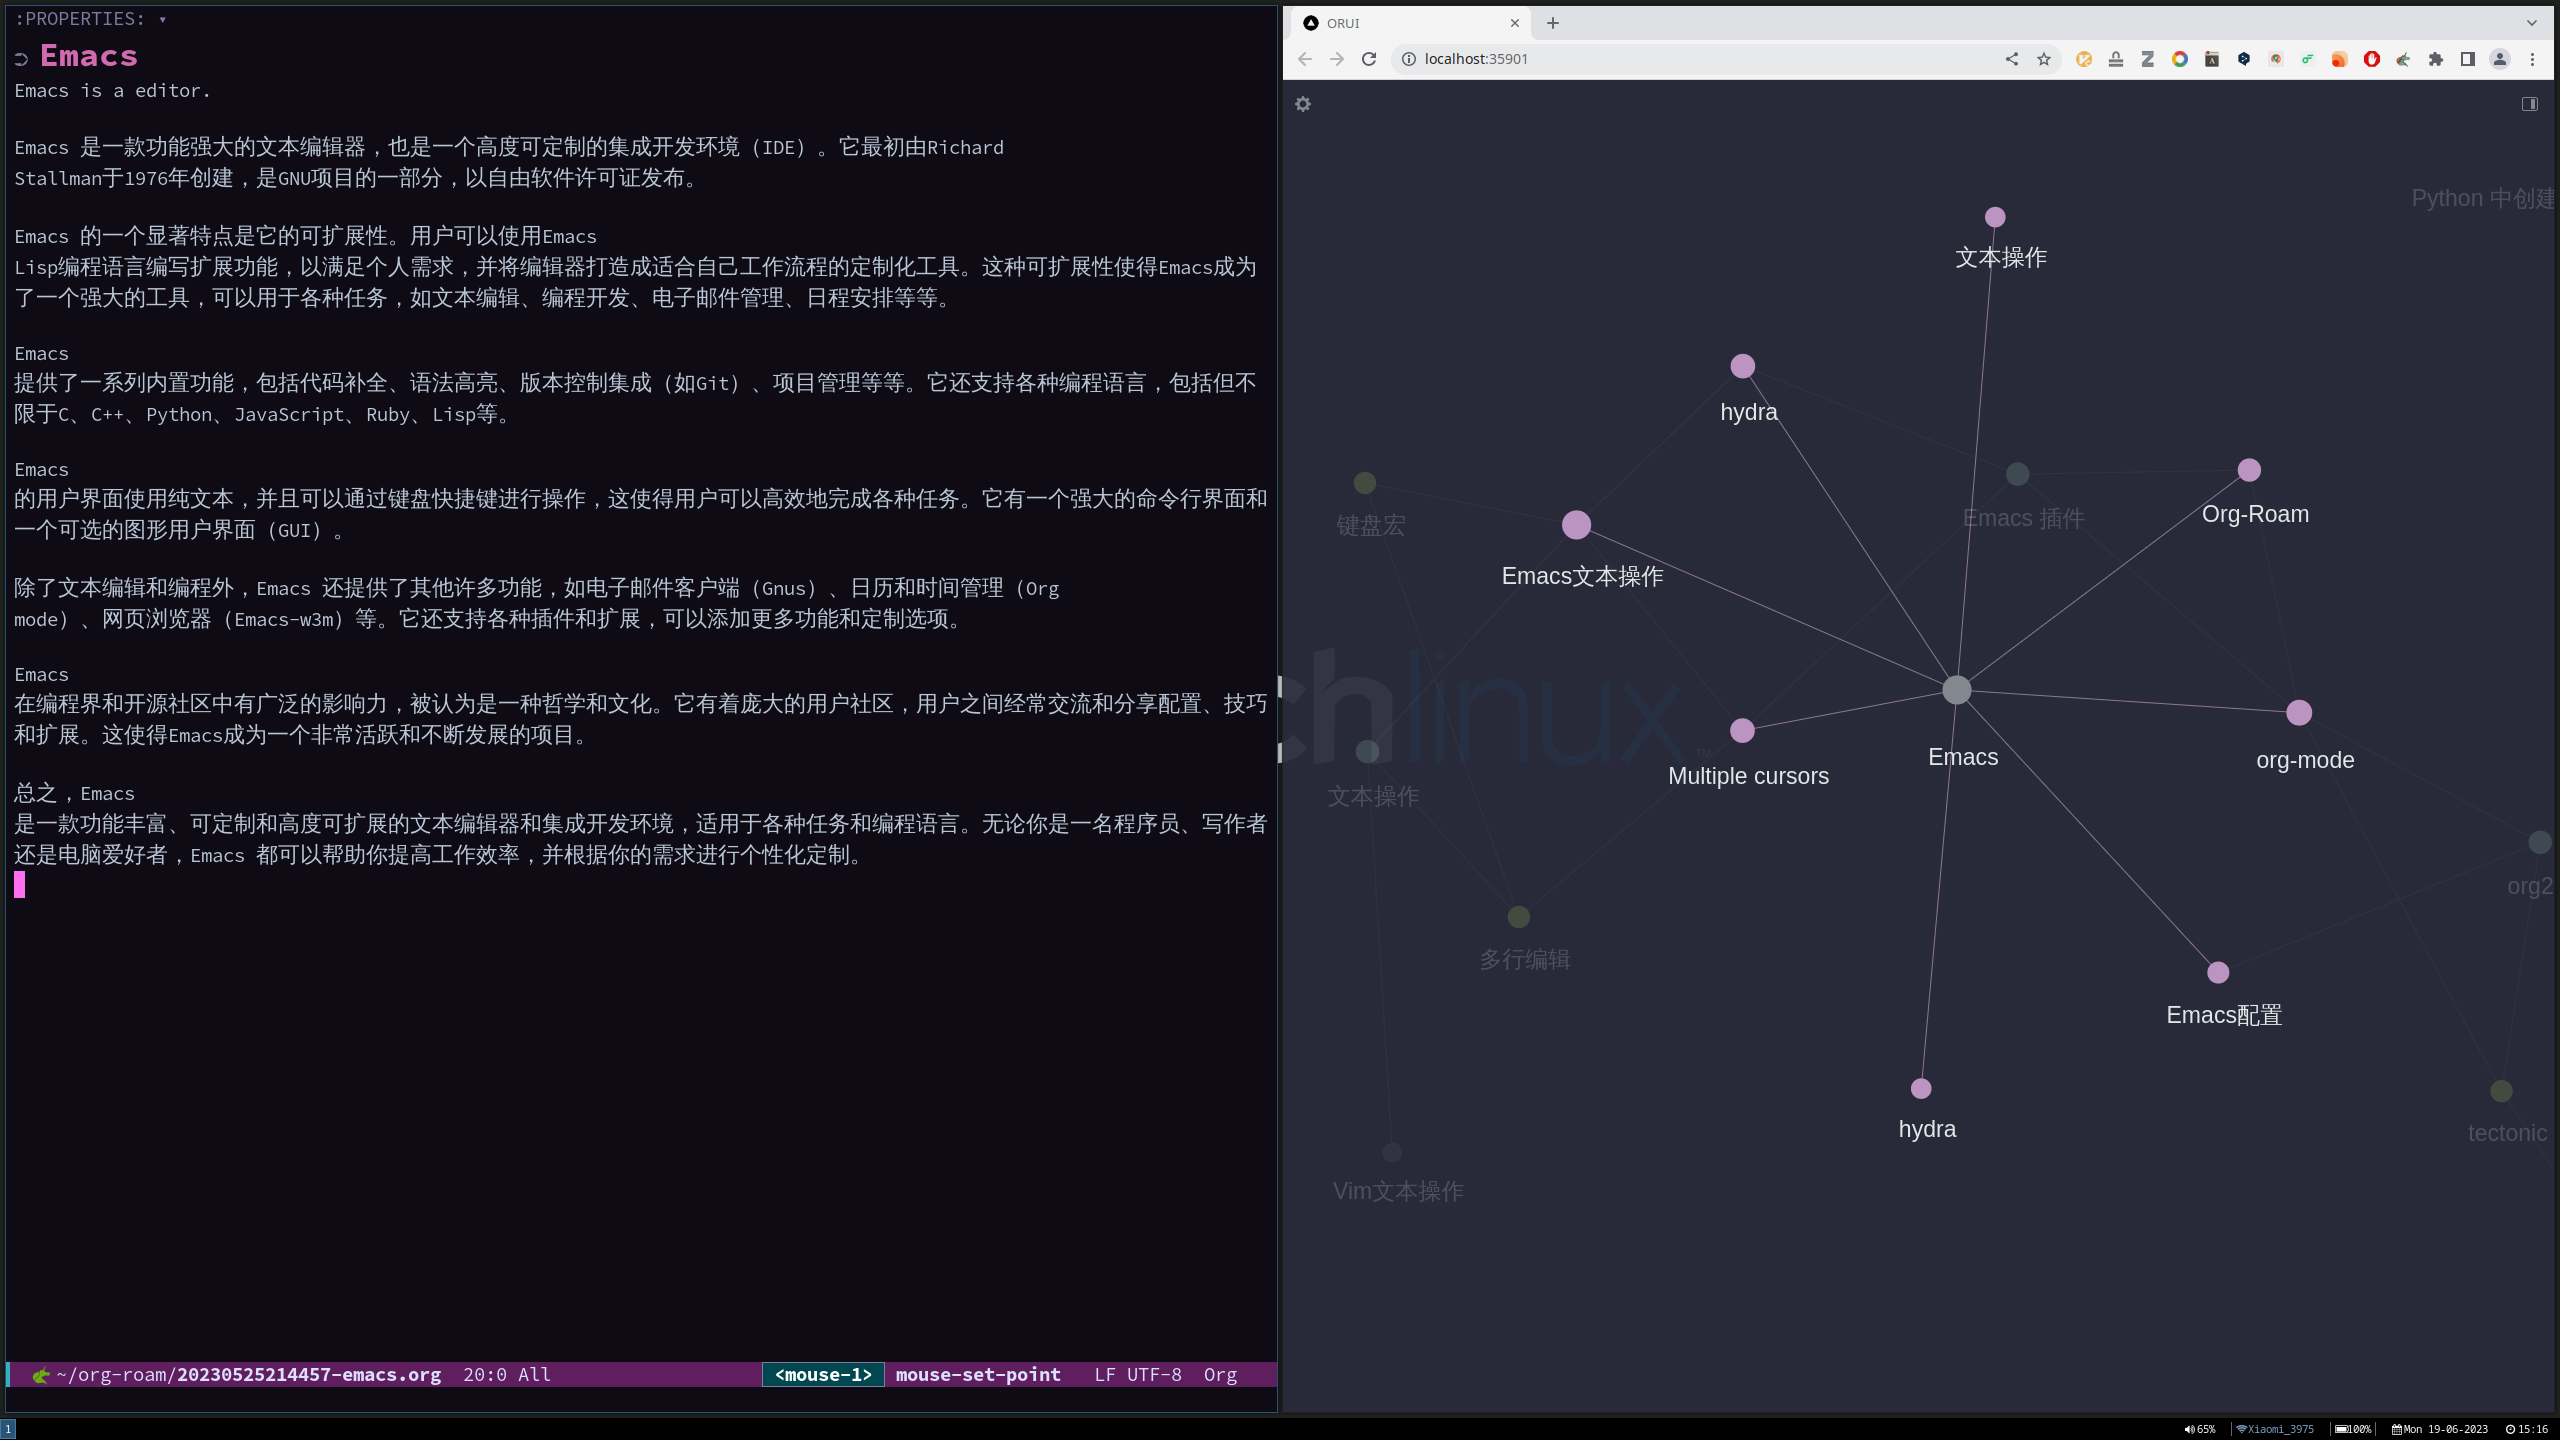 :PROPERTIES: ▾
Emacs
Emacs is a editor.
Emacs 是一款功能强大的文本编辑器，也是一个高度可定制的集成开发环境（IDE）。它最初由Richard
Stallman于1976年创建，是GNU项目的一部分，以自由软件许可证发布。
Emacs 的一个显著特点是它的可扩展性。用户可以使用Emacs
Lisp编程语言编写扩展功能，以满足个人需求，并将编辑器打造成适合自己工作流程的定制化工具。这种可扩展性使得Emacs成为
了一个强大的工具，可以用于各种任务，如文本编辑、编程开发、电子邮件管理、日程安排等等。
Emacs
提供了一系列内置功能，包括代码补全、语法高亮、版本控制集成（如Git）、项目管理等等。它还支持各种编程语言，包括但不
限于C、C++、Python、JavaScript、Ruby、Lisp等。
Emacs
的用户界面使用纯文本，并且可以通过键盘快捷键进行操作，这使得用户可以高效地完成各种任务。它有一个强大的命令行界面和
一个可选的图形用户界面（GUI）。
除了文本编辑和编程外，Emacs 还提供了其他许多功能，如电子邮件客户端（Gnus）、日历和时间管理（Org
mode）、网页浏览器（Emacs-w3m）等。它还支持各种插件和扩展，可以添加更多功能和定制选项。
Emacs
在编程界和开源社区中有广泛的影响力，被认为是一种哲学和文化。它有着庞大的用户社区，用户之间经常交流和分享配置、技巧
和扩展。这使得Emacs成为一个非常活跃和不断发展的项目。
总之，Emacs
是一款功能丰富、可定制和高度可扩展的文本编辑器和集成开发环境，适用于各种任务和编程语言。无论你是一名程序员、写作者
还是电脑爱好者，Emacs 都可以帮助你提高工作效率，并根据你的需求进行个性化定制。
~/org-roam/20230525214457-emacs.org 20:0 All <mouse-1> mouse-set-point LF UTF-8 Org
ORUI
localhost:35901
Python 中创建
文本操作
hydra
Org-Roam
Emacs 插件
键盘宏
Emacs文本操作
chlinux™
Emacs
org-mode
Multiple cursors
文本操作
org2
多行编辑
Emacs配置
hydra
tectonic
Vim文本操作
1
65% Xiaomi_3975 100% Mon 19-06-2023 15:16